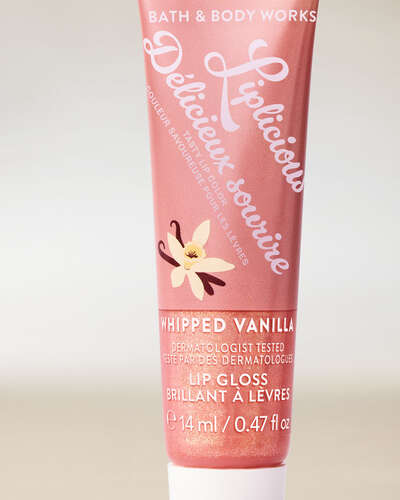 BATH & BODY WORKS
Liplicious
Délicieux sourire
TASTY LIP COLOR
COULEUR SAVOUREUSE POUR LES LÈVRES
WHIPPED VANILLA
DERMATOLOGIST TESTED
TESTÉ PAR DES DERMATOLOGUES
LIP GLOSS
BRILLANT À LÈVRES
℮ 14 ml / 0.47 fl oz